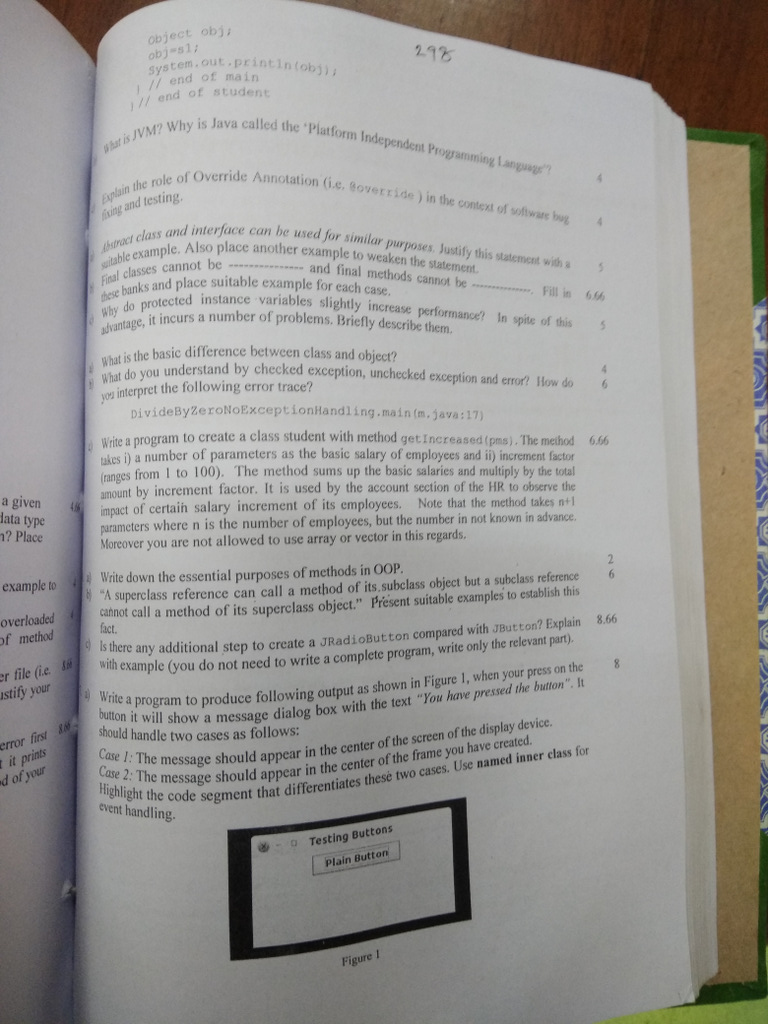 298
Object obj;
obj=s1;
System.out.println(obj);
} // end of main
} // end of student
What is JVM? Why is Java called the 'Platform Independent Programming Language'? 4
Explain the role of Override Annotation (i.e. @override ) in the context of software bug
fixing and testing. 4
Abstract class and interface can be used for similar purposes. Justify this statement with a
suitable example. Also place another example to weaken the statement. 5
Final classes cannot be --------------- and final methods cannot be ------------. Fill in 6.66
these banks and place suitable example for each case.
c) Why do protected instance variables slightly increase performance? In spite of this 5
advantage, it incurs a number of problems. Briefly describe them.
a) What is the basic difference between class and object? 4
b) What do you understand by checked exception, unchecked exception and error? How do 6
you interpret the following error trace?
DivideByZeroNoExceptionHandling.main(m.java:17)
c) Write a program to create a class student with method getIncreased(pms). The method 6.66
takes i) a number of parameters as the basic salary of employees and ii) increment factor
(ranges from 1 to 100). The method sums up the basic salaries and multiply by the total
amount by increment factor. It is used by the account section of the HR to observe the
impact of certain salary increment of its employees. Note that the method takes n+1
parameters where n is the number of employees, but the number in not known in advance.
Moreover you are not allowed to use array or vector in this regards.
a) Write down the essential purposes of methods in OOP. 2
b) "A superclass reference can call a method of its subclass object but a subclass reference 6
cannot call a method of its superclass object." Present suitable examples to establish this
fact.
c) Is there any additional step to create a JRadioButton compared with JButton? Explain 8.66
with example (you do not need to write a complete program, write only the relevant part).
a) Write a program to produce following output as shown in Figure 1, when your press on the 8
button it will show a message dialog box with the text "You have pressed the button". It
should handle two cases as follows:
Case 1: The message should appear in the center of the screen of the display device.
Case 2: The message should appear in the center of the frame you have created.
Highlight the code segment that differentiates these two cases. Use named inner class for
event handling.
Testing Buttons
Plain Button
Figure 1
a given
data type
n? Place
example to
overloaded
of method
er file (i.e.
ustify your
error first
t it prints
d of your